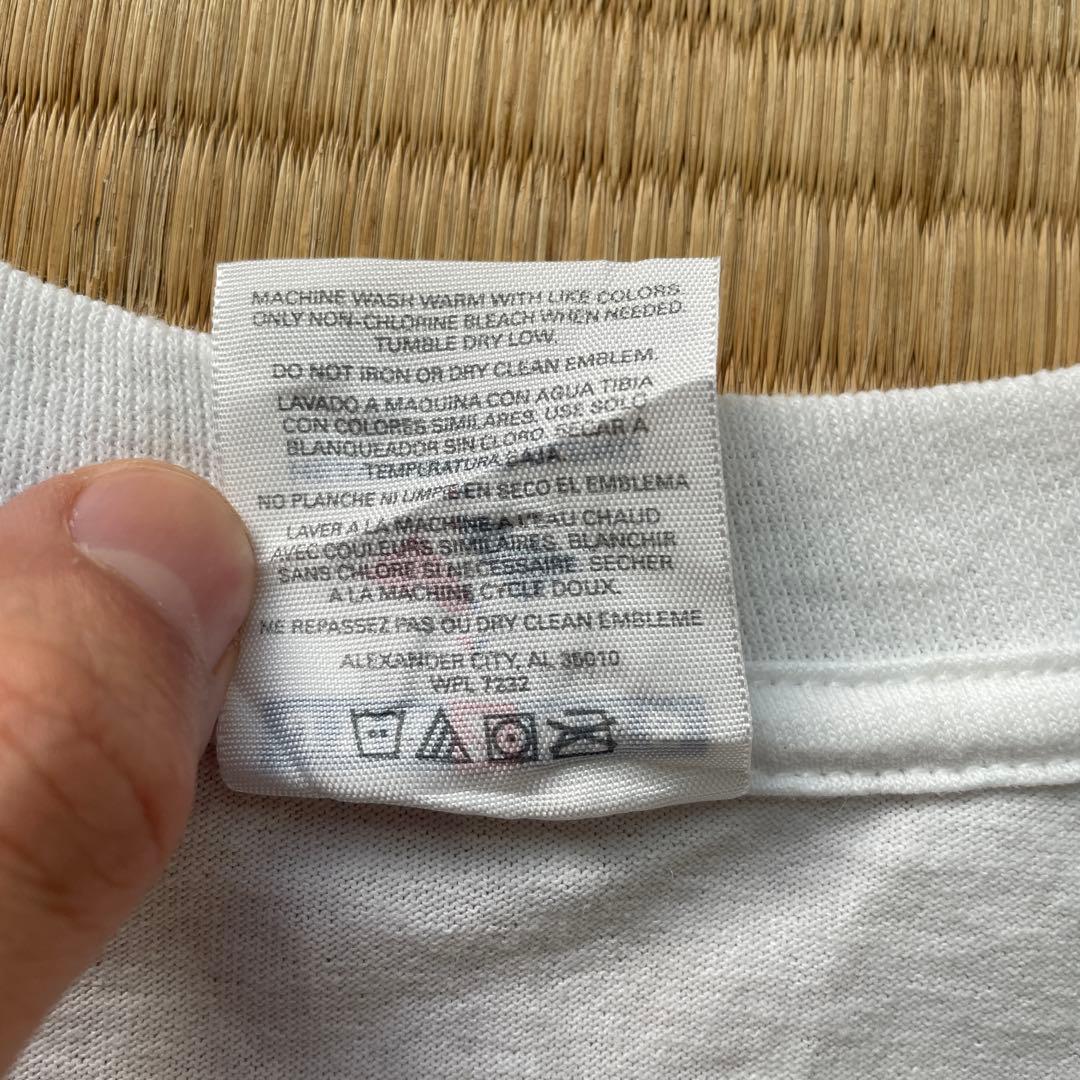 MACHINE WASH WARM WITH LIKE COLORS
ONLY NON-CHLORINE BLEACH WHEN NEEDED.
TUMBLE DRY LOW.
DO NOT IRON OR DRY CLEAN EMBLEM.
LAVADO A MAQUINA CON AGUA TIBIA
CON COLORES SIMILARES. USE SOLO
BLANQUEADOR SIN CLORO. SECAR A
TEMPERATURA BAJA.
NO PLANCHE NI LIMPIE EN SECO EL EMBLEMA
LAVER A LA MACHINE A L'EAU CHAUD
AVEC COULEURS SIMILAIRES. BLANCHIR
SANS CHLORE SI NECESSAIRE. SECHER
A LA MACHINE CYCLE DOUX.
NE REPASSEZ PAS OU DRY CLEAN EMBLEME
ALEXANDER CITY, AL 35010
WPL 7232